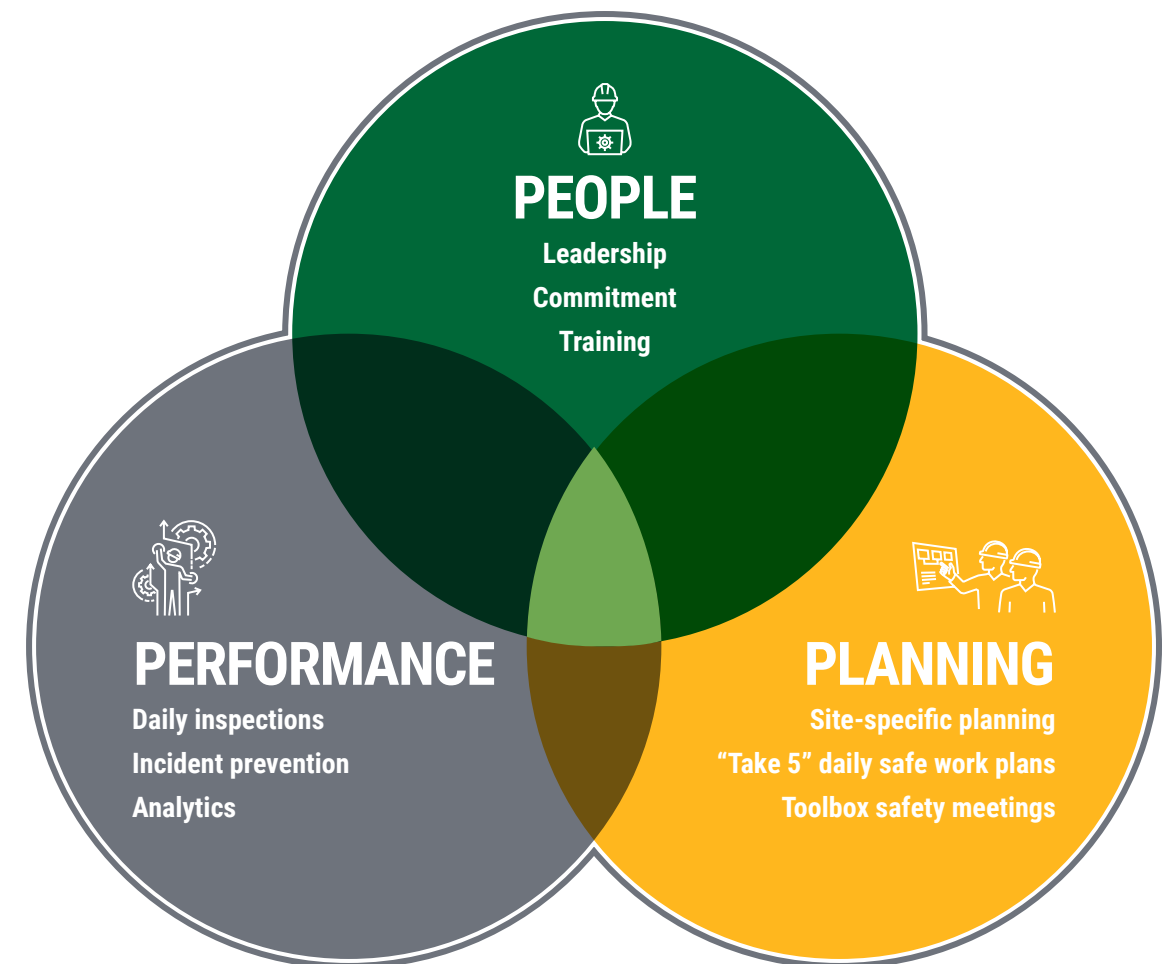 PEOPLE
Leadership
Commitment
Training
PERFORMANCE
Daily inspections
Incident prevention
Analytics
PLANNING
Site-specific planning
“Take 5” daily safe work plans
Toolbox safety meetings